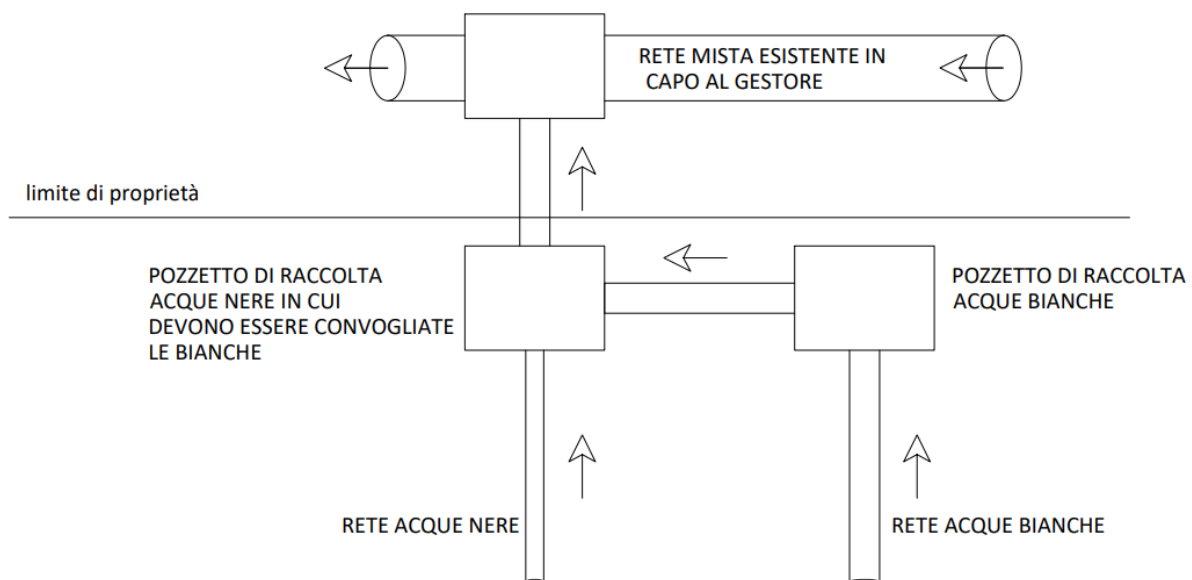 RETE MISTA ESISTENTE IN
CAPO AL GESTORE
limite di proprietà
POZZETTO DI RACCOLTA
ACQUE NERE IN CUI
DEVONO ESSERE CONVOGLIATE
LE BIANCHE
POZZETTO DI RACCOLTA
ACQUE BIANCHE
RETE ACQUE NERE
RETE ACQUE BIANCHE